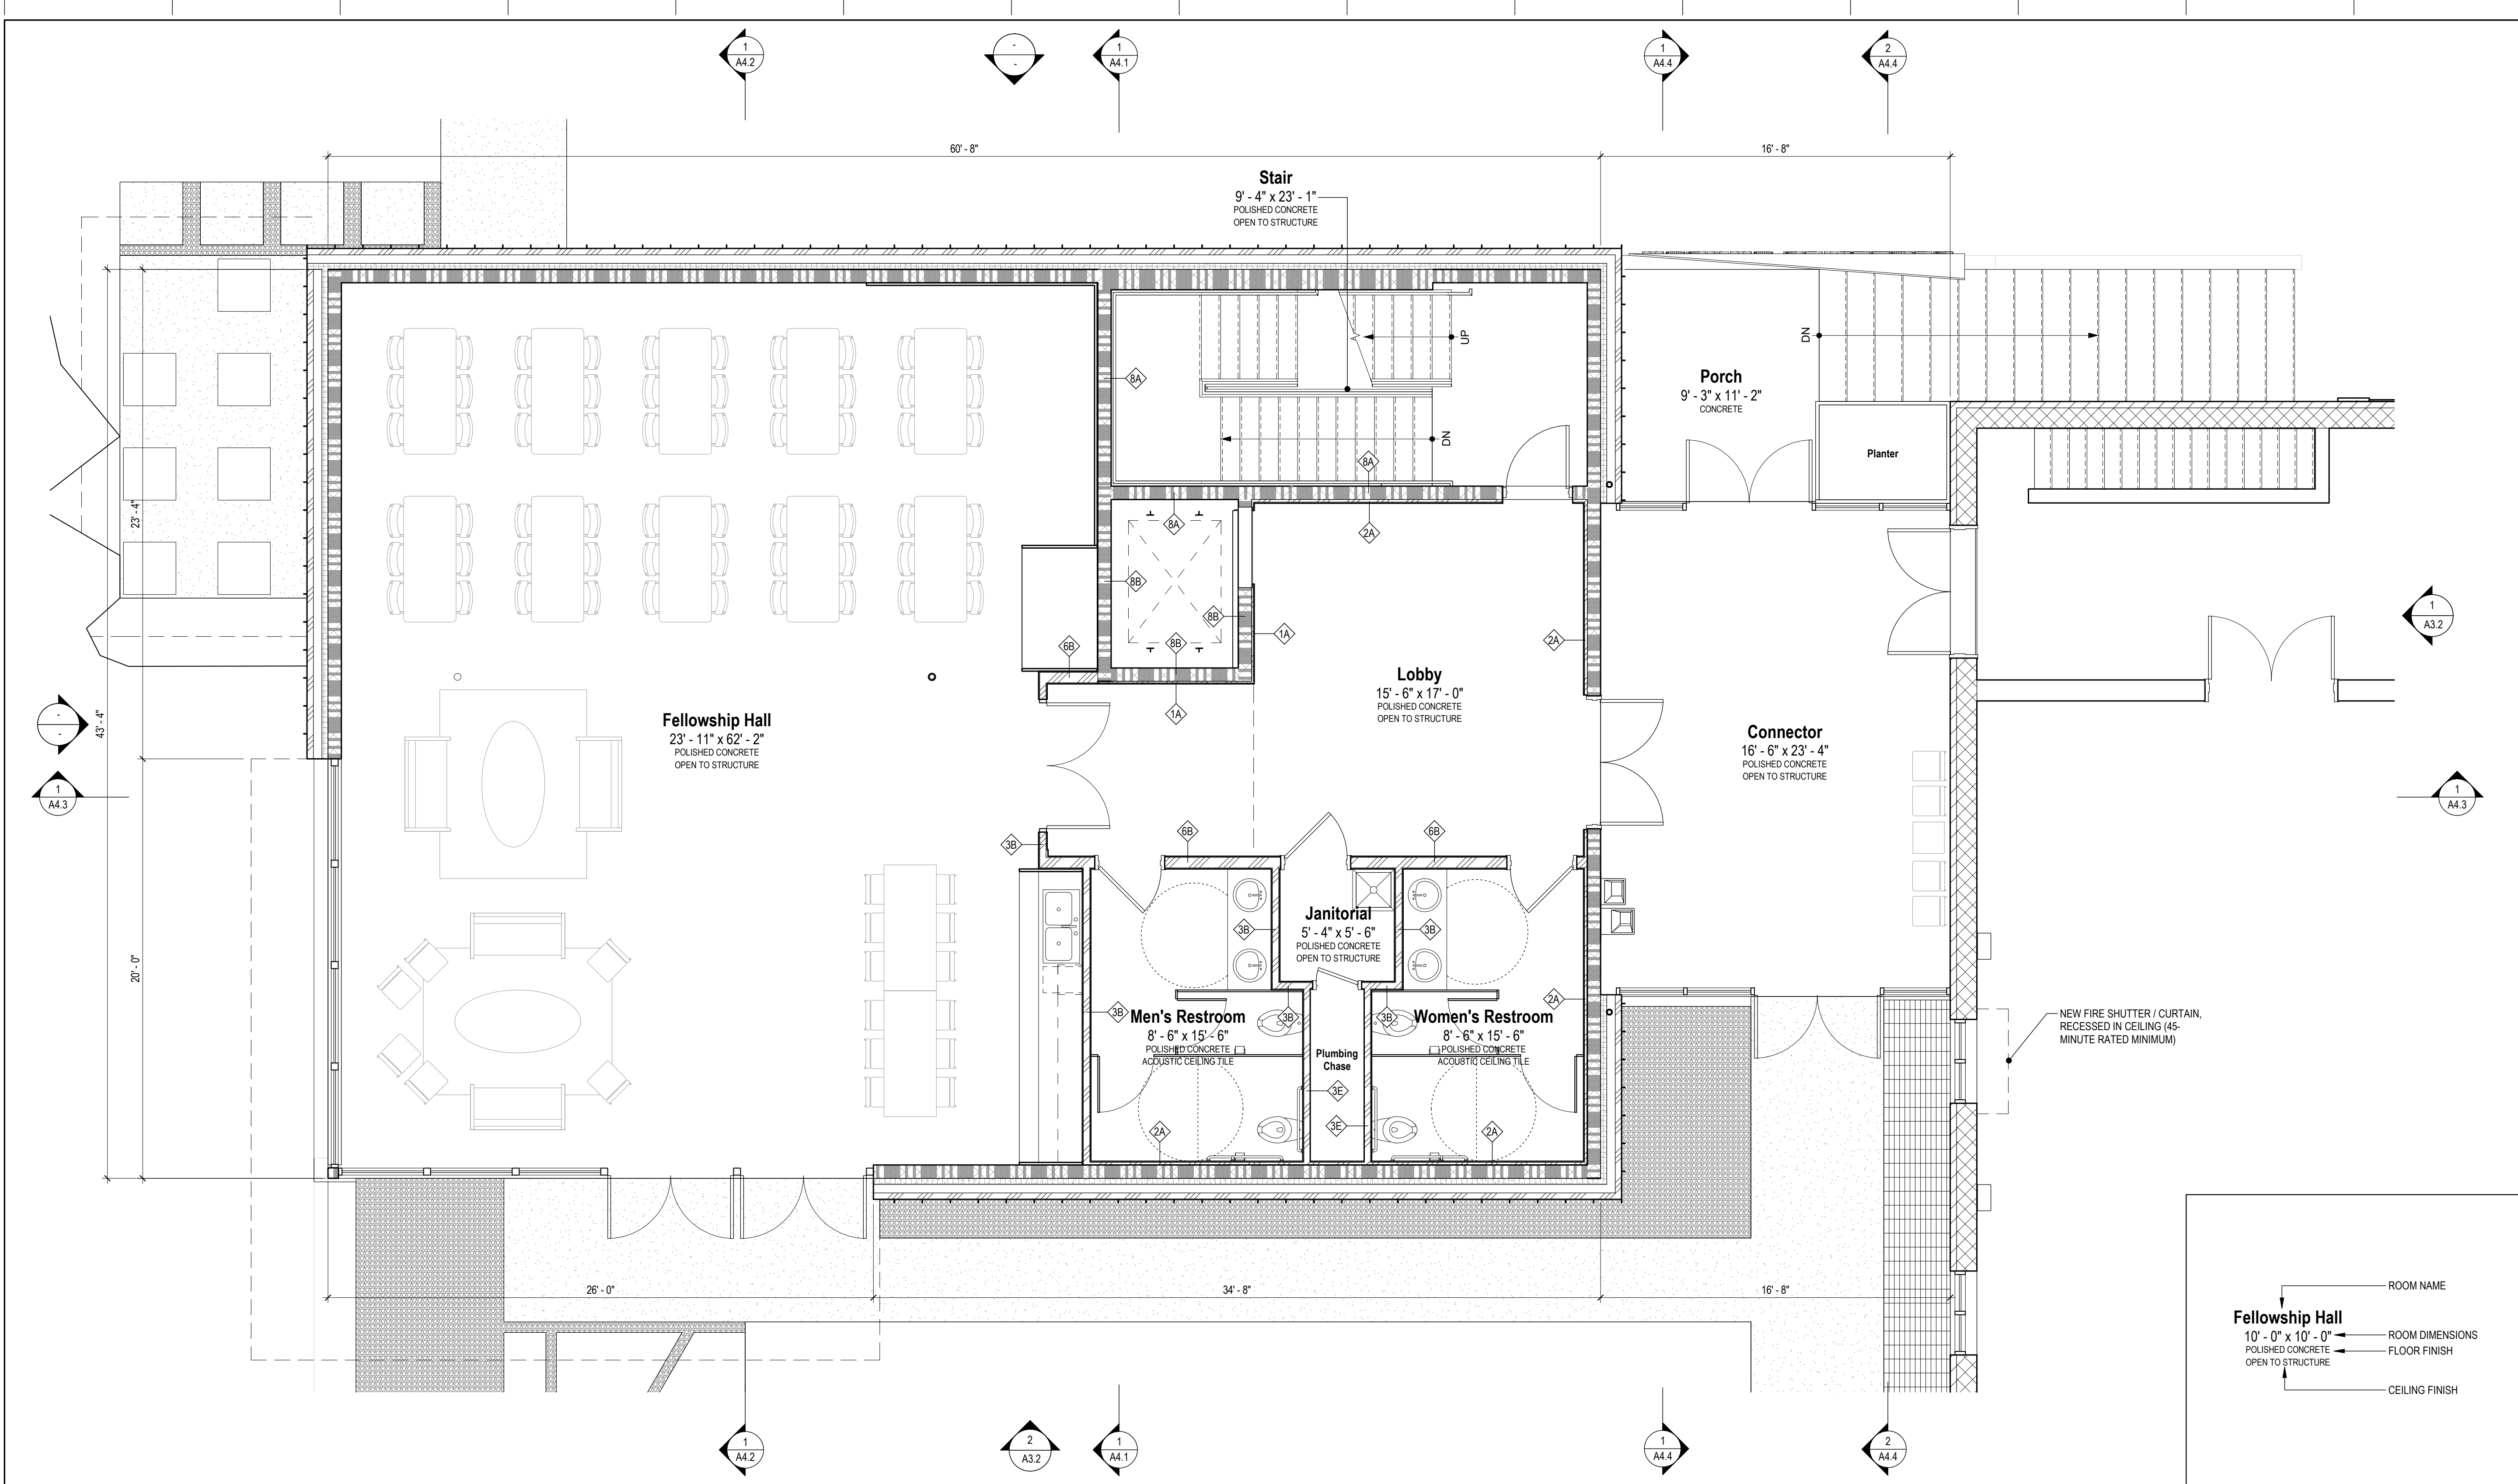 1
A4.2
-
-
1
A4.1
1
A4.4
2
A4.4
60' - 8"
16' - 8"
Stair
9' - 4" x 23' - 1"
POLISHED CONCRETE
OPEN TO STRUCTURE
UP
DN
DN
8A
8A
8A
2A
8B
8B
8B
1A
1A
6B
2A
Porch
9' - 3" x 11' - 2"
CONCRETE
Planter
1
A3.2
23' - 4"
43' - 4"
20' - 0"
-
-
1
A4.3
Fellowship Hall
23' - 11" x 62' - 2"
POLISHED CONCRETE
OPEN TO STRUCTURE
Lobby
15' - 6" x 17' - 0"
POLISHED CONCRETE
OPEN TO STRUCTURE
Connector
16' - 6" x 23' - 4"
POLISHED CONCRETE
OPEN TO STRUCTURE
1
A4.3
3B
6B
6B
Janitorial
5' - 4" x 5' - 6"
POLISHED CONCRETE
OPEN TO STRUCTURE
3B
3B
3B
3B
3B
2A
Men's Restroom
8' - 6" x 15' - 6"
POLISHED CONCRETE
ACOUSTIC CEILING TILE
Women's Restroom
8' - 6" x 15' - 6"
POLISHED CONCRETE
ACOUSTIC CEILING TILE
Plumbing
Chase
3E
3E
2A
2A
NEW FIRE SHUTTER / CURTAIN,
RECESSED IN CEILING (45-
MINUTE RATED MINIMUM)
26' - 0"
34' - 8"
16' - 8"
ROOM NAME
Fellowship Hall
10' - 0" x 10' - 0"
ROOM DIMENSIONS
POLISHED CONCRETE
FLOOR FINISH
OPEN TO STRUCTURE
CEILING FINISH
1
A4.2
2
A3.2
1
A4.1
1
A4.4
2
A4.4